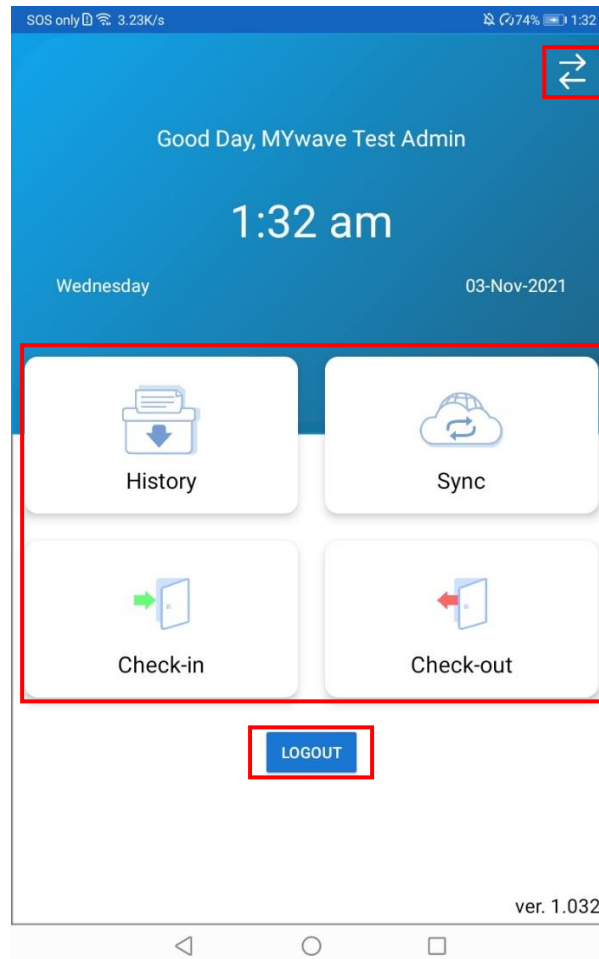 SOS only 3.23K/s 74% 1:32
Good Day, MYwave Test Admin
1:32 am
Wednesday 03-Nov-2021
History Sync
Check-in Check-out
LOGOUT
ver. 1.032